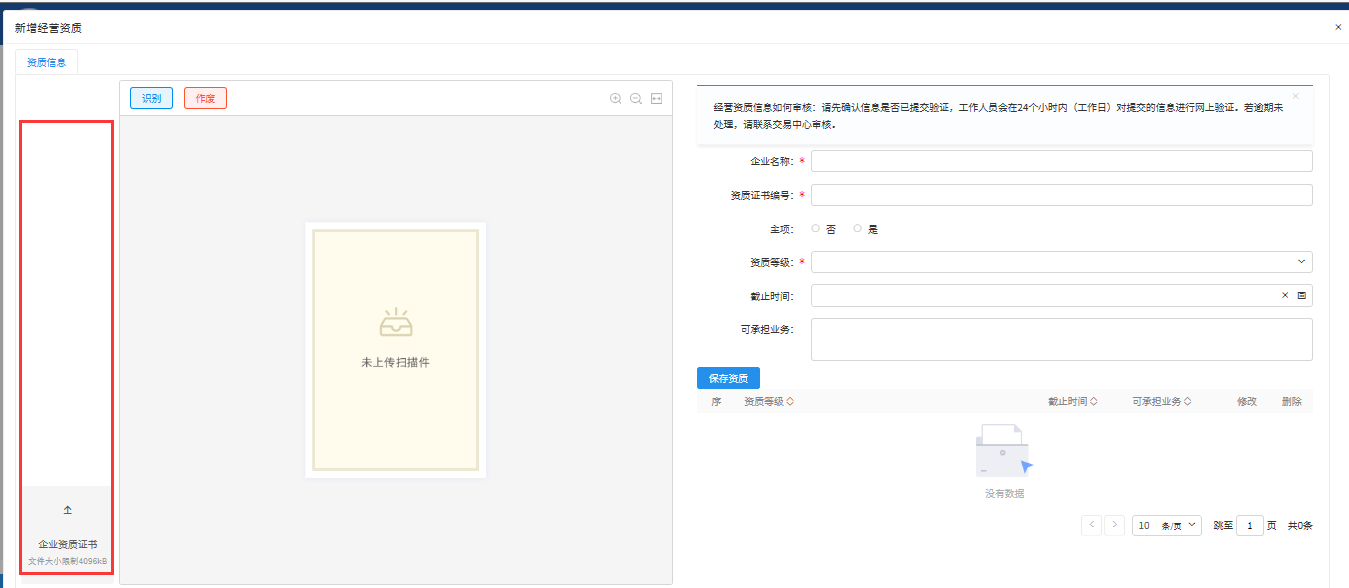 新增经营资质
资质信息
识别 作废
未上传扫描件
企业资质证书
文件大小限制4096kB
经营资质信息如何审核：请先确认信息是否已提交验证，工作人员会在24个小时内（工作日）对提交的信息进行网上验证。若逾期未
处理，请联系交易中心审核。
企业名称：*
资质证书编号：*
主项： 否 是
资质等级：*
截止时间：
可承担业务：
保存资质
序 资质等级 截止时间 可承担业务 修改 删除
没有数据
10 条/页 跳至 1 页 共0条